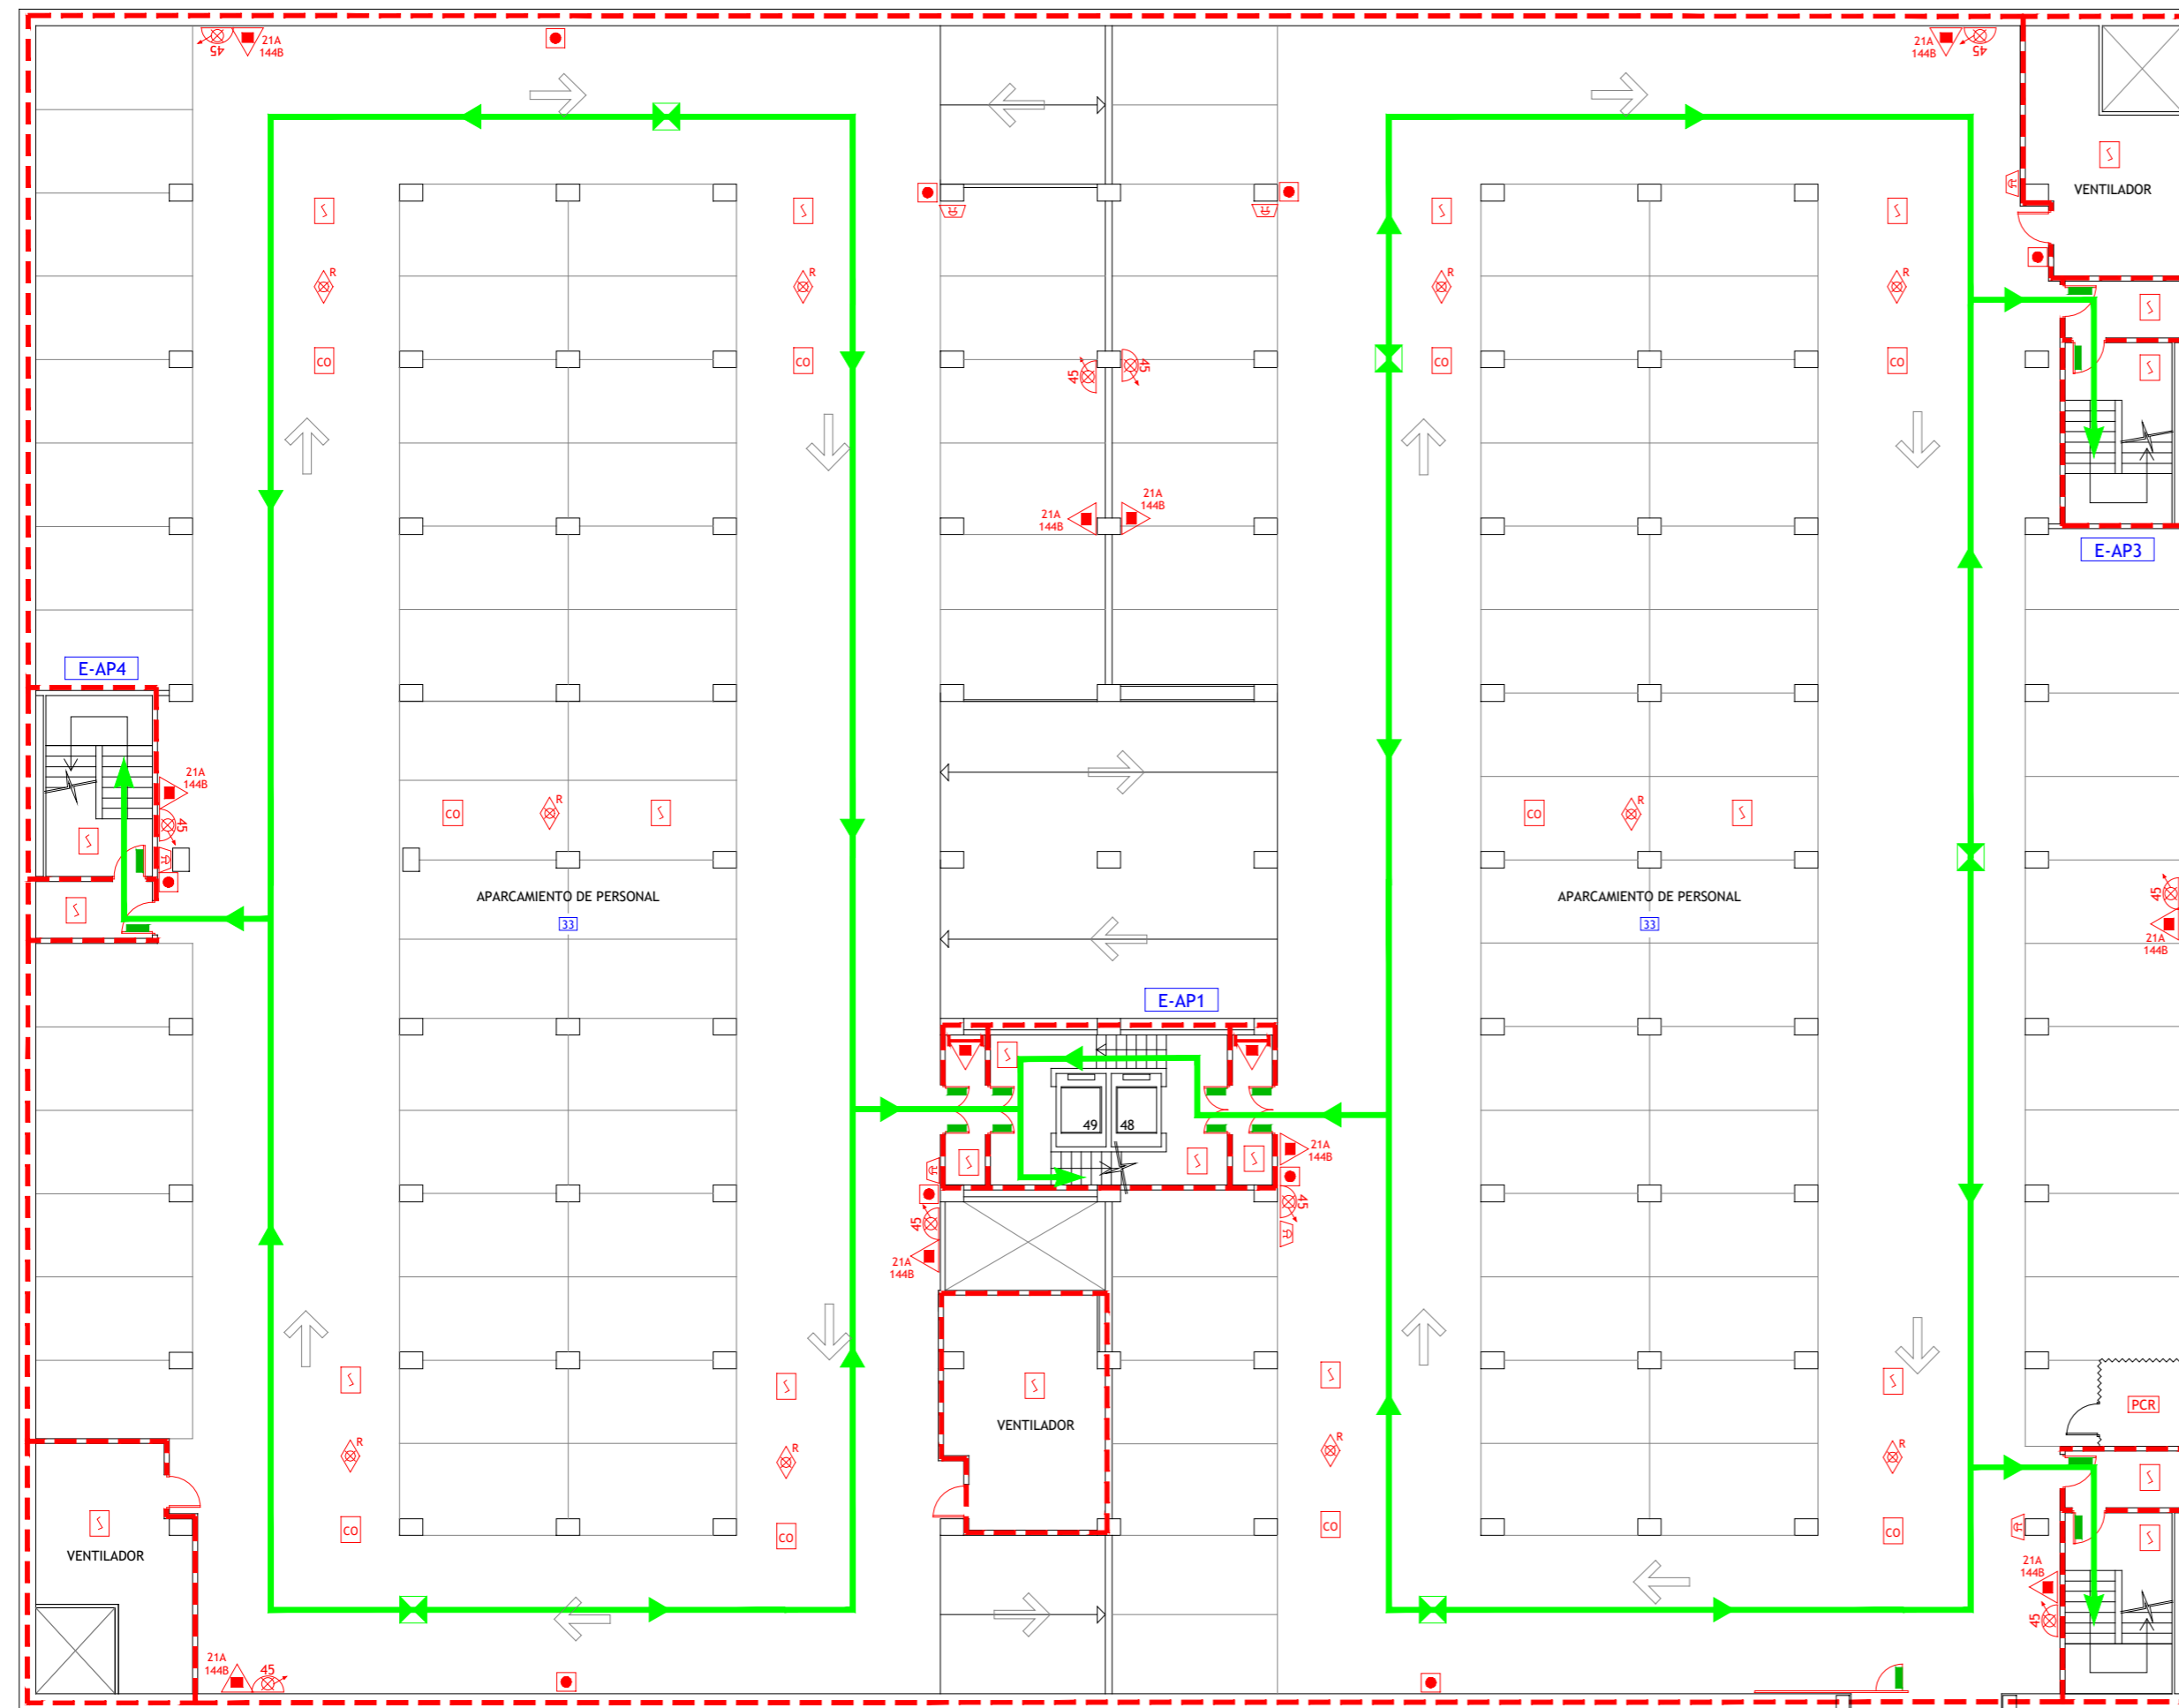 45
21A
144B
21A
144B
45
VENTILADOR
R
R
R
R
CO
CO
CO
CO
45
45
21A
144B
21A
144B
E-AP3
E-AP4
21A
144B
45
CO
R
CO
R
APARCAMIENTO DE PERSONAL
33
APARCAMIENTO DE PERSONAL
33
45
21A
144B
E-AP1
49
48
21A
144B
45
45
21A
144B
PCR
VENTILADOR
R
R
R
R
CO
CO
CO
CO
VENTILADOR
21A
144B
45
21A
144B
45